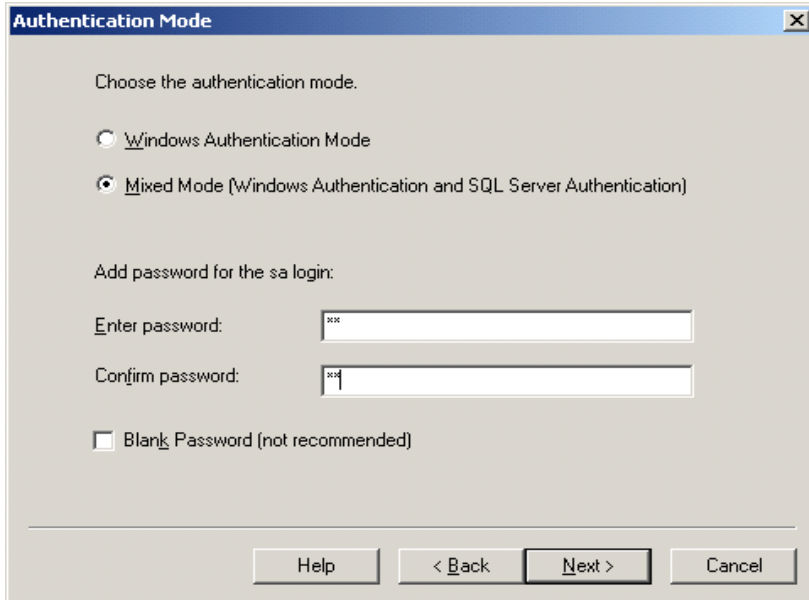 Authentication Mode
Choose the authentication mode.
Windows Authentication Mode
Mixed Mode (Windows Authentication and SQL Server Authentication)
Add password for the sa login:
Enter password: **
Confirm password: **
Blank Password (not recommended)
Help < Back Next > Cancel